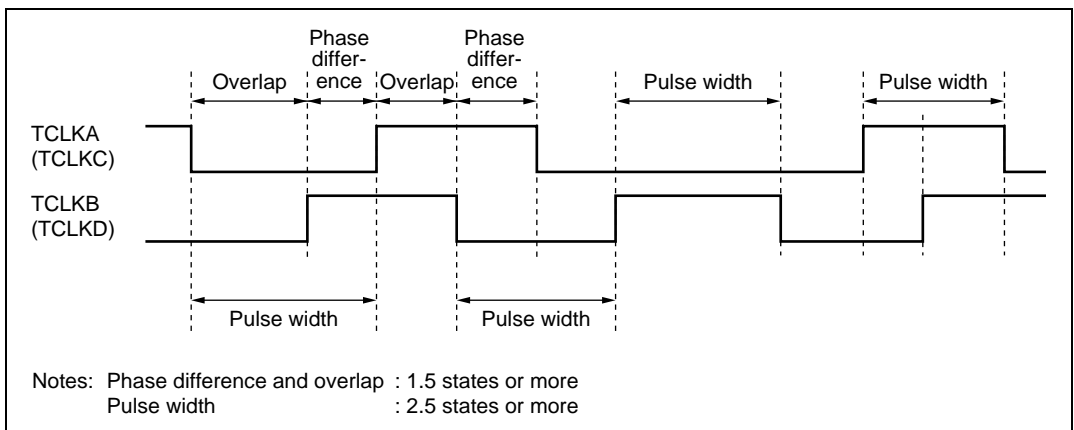 Phase
differ-
ence
Phase
differ-
ence
Overlap
Overlap
Pulse width
Pulse width
TCLKA
(TCLKC)
TCLKB
(TCLKD)
Pulse width
Pulse width
Notes: Phase difference and overlap : 1.5 states or more
Pulse width : 2.5 states or more